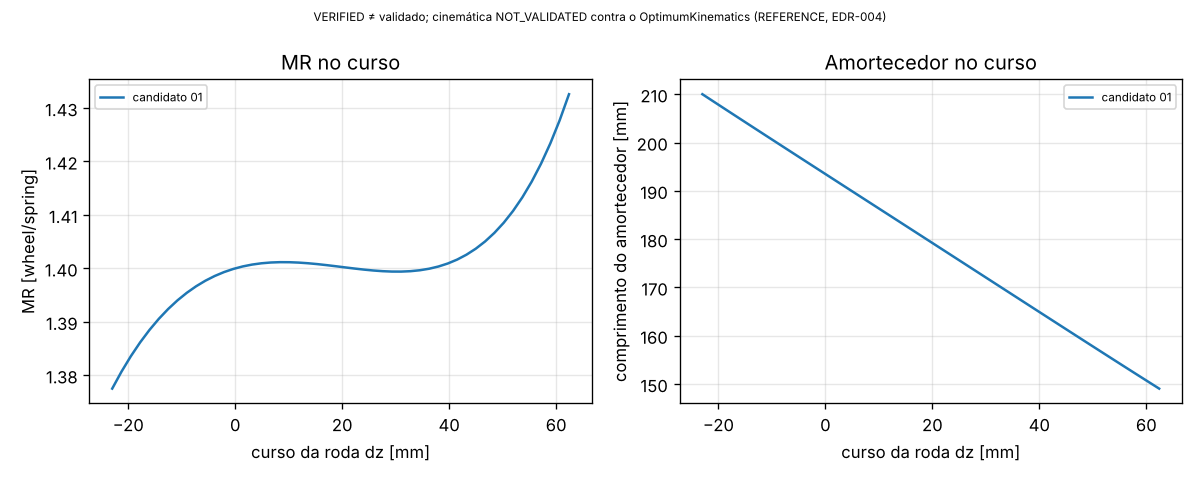 VERIFIED ≠ validado; cinemática NOT_VALIDATED contra o OptimumKinematics (REFERENCE, EDR-004)
MR no curso
candidato 01
MR [wheel/spring]
1.43
1.42
1.41
1.40
1.39
1.38
−20 0 20 40 60
curso da roda dz [mm]
Amortecedor no curso
candidato 01
comprimento do amortecedor [mm]
210
200
190
180
170
160
150
−20 0 20 40 60
curso da roda dz [mm]